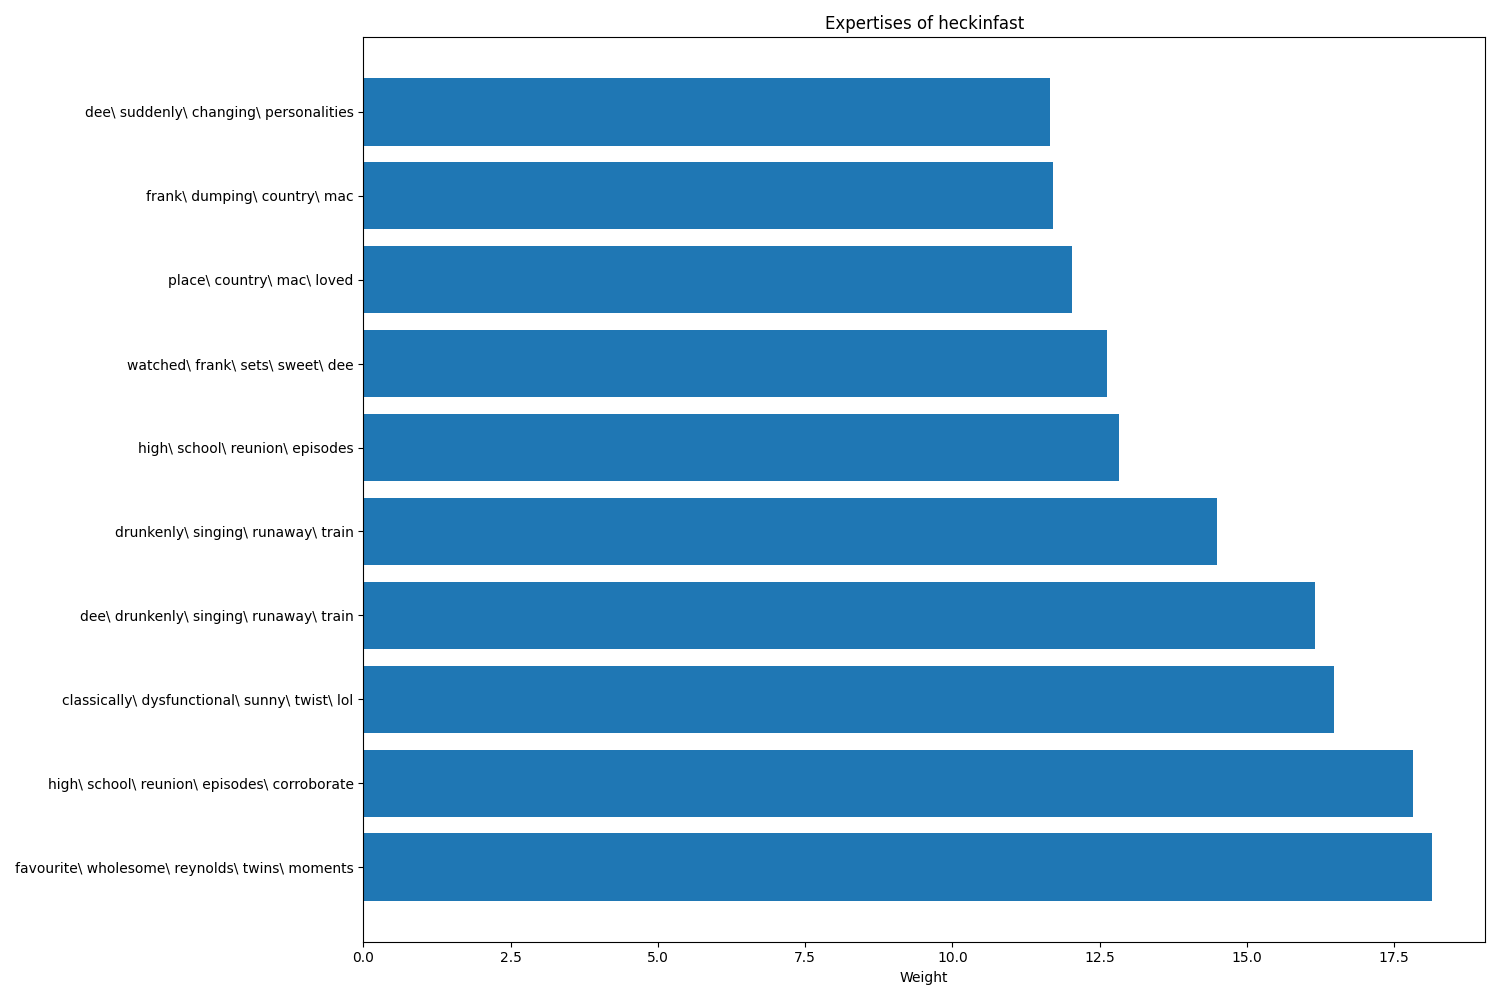 Expertises of heckinfast
dee\ suddenly\ changing\ personalities
frank\ dumping\ country\ mac
place\ country\ mac\ loved
watched\ frank\ sets\ sweet\ dee
high\ school\ reunion\ episodes
drunkenly\ singing\ runaway\ train
dee\ drunkenly\ singing\ runaway\ train
classically\ dysfunctional\ sunny\ twist\ lol
high\ school\ reunion\ episodes\ corroborate
favourite\ wholesome\ reynolds\ twins\ moments
0.0 2.5 5.0 7.5 10.0 12.5 15.0 17.5
Weight